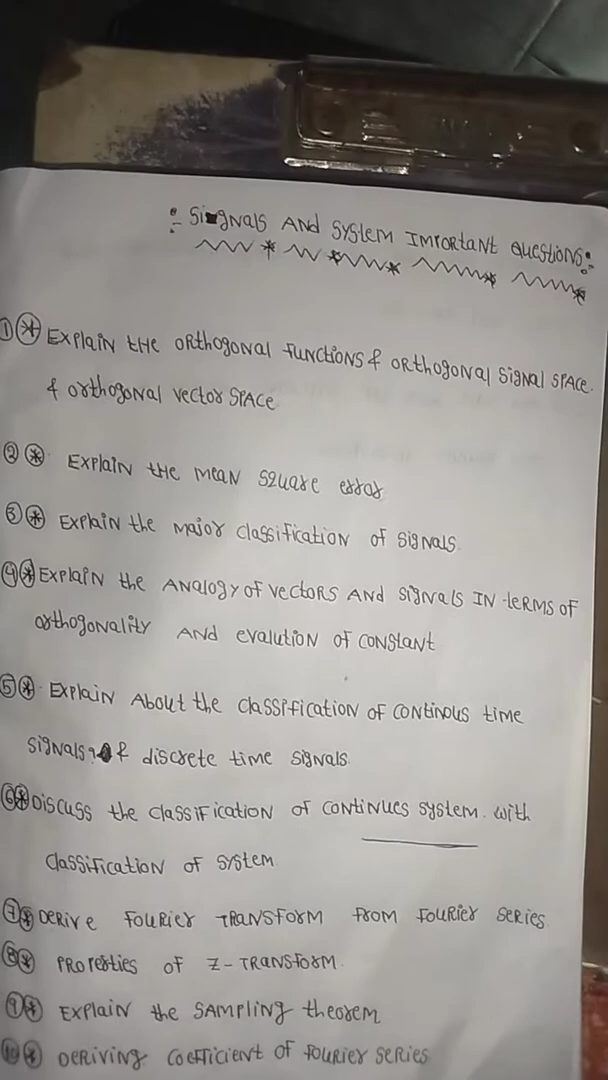 :- SiGNALS AND SYSTEM IMPORTANT QUESTIONS:-
1) * EXPLAIN THE ORthogonal FUNCTIONS & ORTHOGONAL SIGNAL SPACE.
& orthogonal vector SPACE.
2 * EXPLAIN tHE MEAN SQUARE error
3 * EXPLAIN the major classification of signals
4 * EXPLAIN the ANALOGY OF VECTORS AND SIGNALS IN TERMS OF
orthogonality AND evalution of constant
5 * EXPLAIN ABOUT the classification of continous time
signals & discrete time signals.
6 * DISCUSS the classification of continues system. with
classification of system
7 * DERIVE FOURIER TRANSFORM FROM FOURIER SERIES
8 * PROPERTIES OF Z-TRANSFORM.
9 * EXPLAIN the SAMPLING theorem
10 * DERIVING COEFFICIENT OF FOURIER SERIES